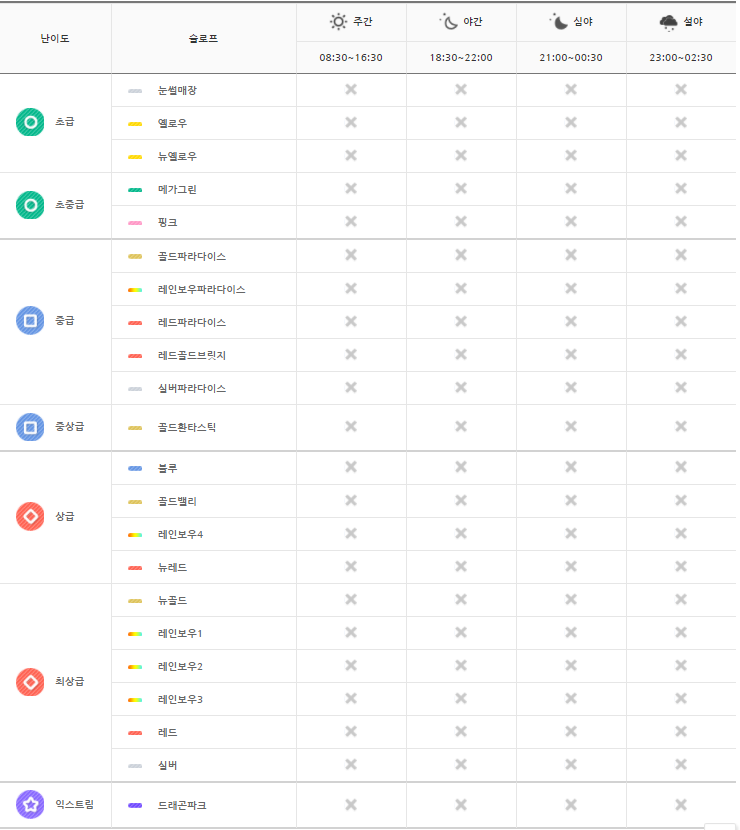 난이도 슬로프 주간 야간 심야 설야
08:30~16:30 18:30~22:00 21:00~00:30 23:00~02:30
초급
눈썰매장
옐로우
뉴옐로우
초중급
메가그린
핑크
중급
골드파라다이스
레인보우파라다이스
레드파라다이스
레드골드브릿지
실버파라다이스
중상급
골드환타스틱
상급
블루
골드밸리
레인보우4
뉴레드
최상급
뉴골드
레인보우1
레인보우2
레인보우3
레드
실버
익스트림
드래곤파크